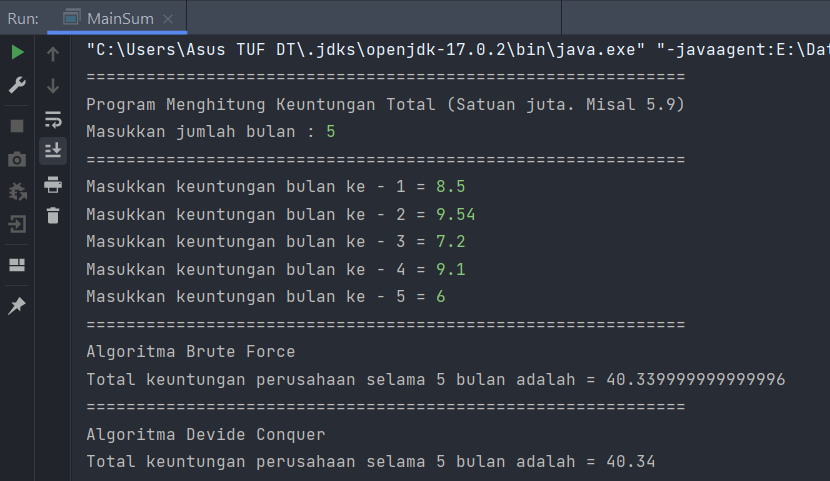 Run: MainSum
"C:\Users\Asus TUF DT\.jdks\openjdk-17.0.2\bin\java.exe" "-javaagent:E:\Dat
============================================================
Program Menghitung Keuntungan Total (Satuan juta. Misal 5.9)
Masukkan jumlah bulan : 5
============================================================
Masukkan keuntungan bulan ke - 1 = 8.5
Masukkan keuntungan bulan ke - 2 = 9.54
Masukkan keuntungan bulan ke - 3 = 7.2
Masukkan keuntungan bulan ke - 4 = 9.1
Masukkan keuntungan bulan ke - 5 = 6
============================================================
Algoritma Brute Force
Total keuntungan perusahaan selama 5 bulan adalah = 40.339999999999996
============================================================
Algoritma Devide Conquer
Total keuntungan perusahaan selama 5 bulan adalah = 40.34